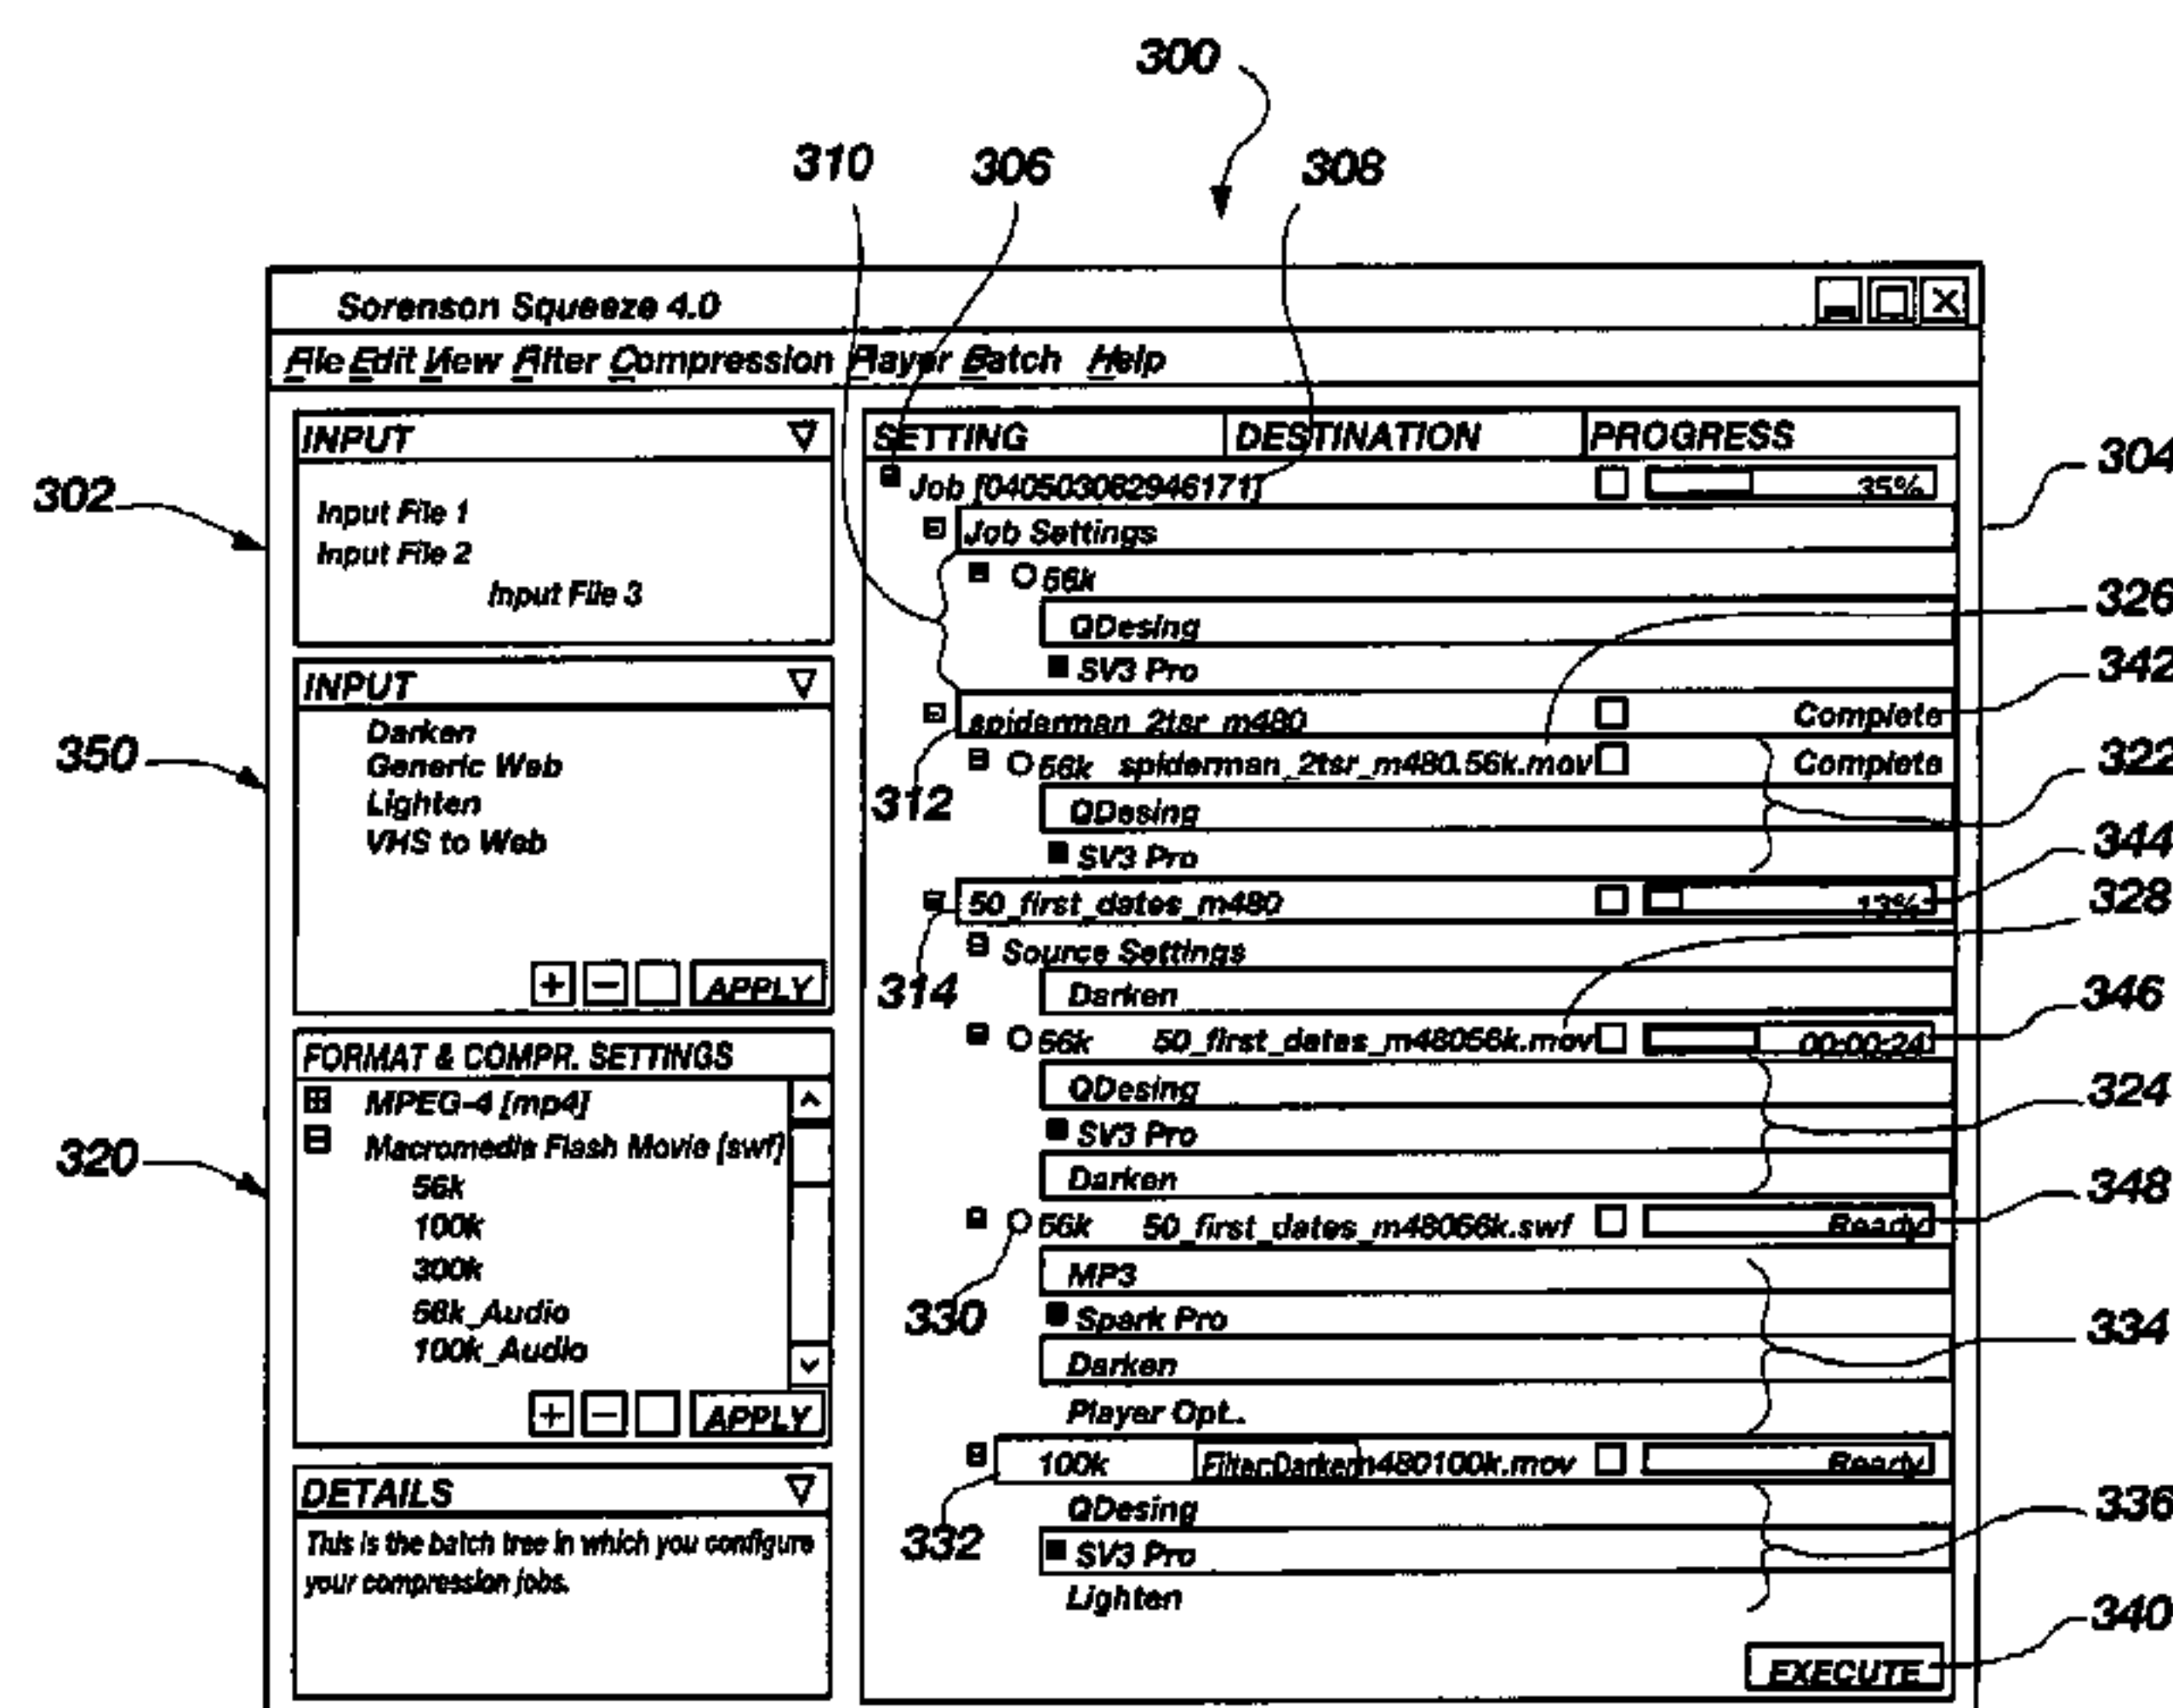 300
310 306 308
Sorenson Squeeze 4.0
File Edit View Filter Compression Player Batch Help
INPUT
302
Input File 1
Input File 2
Input File 3
INPUT
350
Darken
Generic Web
Lighten
VHS to Web
+ − APPLY
FORMAT & COMPR. SETTINGS
MPEG-4 [mp4]
Macromedia Flash Movie [swf]
320
56k
100k
300k
56k_Audio
100k_Audio
+ − APPLY
DETAILS
This is the batch tree in which you configure
your compression jobs.
SETTING DESTINATION PROGRESS
304
Job [040503062946171] 35%
Job Settings
56k
326
QDesing
SV3 Pro
342
spiderman_2tsr_m480 Complete
56k spiderman_2tsr_m480.56k.mov Complete
322
312
QDesing
SV3 Pro
344
50_first_dates_m480 13%
328
Source Settings
314
Darken
346
56k 50_first_dates_m48056k.mov 00:00:24
QDesing
324
SV3 Pro
Darken
348
56k 50_first_dates_m48056k.swf Ready
MP3
330
Spark Pro
334
Darken
Player Opt..
100k Filter:Darken m480100k.mov Ready
QDesing
336
332
SV3 Pro
Lighten
340
EXECUTE